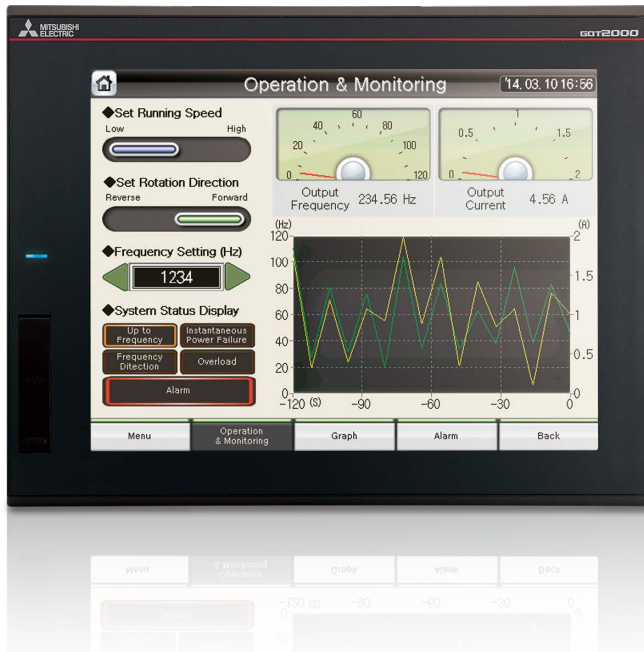 MITSUBISHI
ELECTRIC
GOT2000
Operation & Monitoring
'14. 03. 10 16:56
◆Set Running Speed
Low High
◆Set Rotation Direction
Reverse Forward
◆Frequency Setting (Hz)
1234
◆System Status Display
Up to
Frequency
Instantaneous
Power Failure
Frequency
Ditection
Overload
Alarm
0 20 40 60 80 100 120
Output
Frequency 234.56 Hz
0 0.5 1 1.5 2
Output
Current 4.56 A
(Hz) (A)
120 2
100
1.5
80
60 1
40
0.5
20
0 0
-120 (S) -90 -60 -30 0
Menu
Operation
& Monitoring
Graph
Alarm
Back